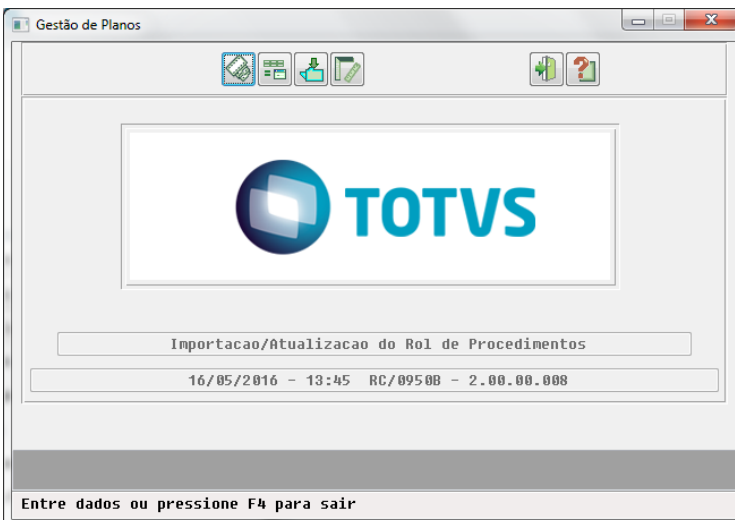 Gestão de Planos
TOTVS
Importacao/Atualizacao do Rol de Procedimentos
16/05/2016 - 13:45 RC/0950B - 2.00.00.008
Entre dados ou pressione F4 para sair